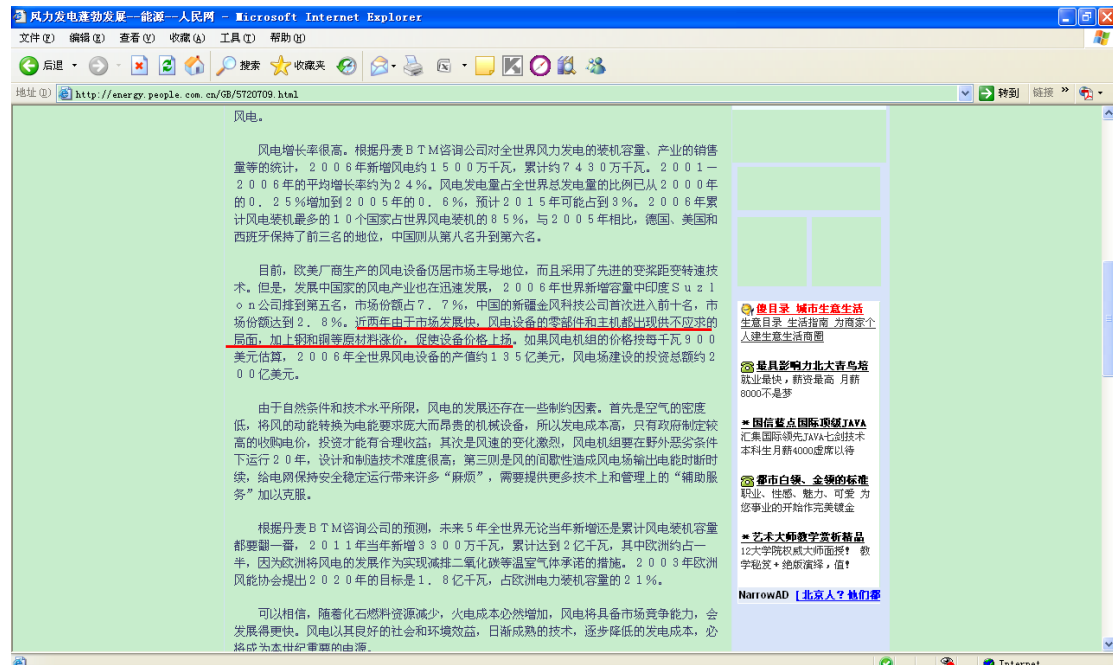 风力发电蓬勃发展--能源--人民网 - Microsoft Internet Explorer
文件(F) 编辑(E) 查看(V) 收藏(A) 工具(T) 帮助(H)
后退 搜索 收藏夹
地址(D) http://energy.people.com.cn/GB/5720709.html 转到 链接 »
风电。
风电增长率很高。根据丹麦ＢＴＭ咨询公司对全世界风力发电的装机容量、产业的销售
量等的统计，２００６年新增风电约１５００万千瓦，累计约７４３０万千瓦。２００１—
２００６年的平均增长率约为２４％。风电发电量占全世界总发电量的比例已从２０００年
的０．２５％增加到２００５年的０．６％，预计２０１５年可能占到３％。２００６年累
计风电装机最多的１０个国家占世界风电装机的８５％，与２００５年相比，德国、美国和
西班牙保持了前三名的地位，中国则从第八名升到第六名。
目前，欧美厂商生产的风电设备仍居市场主导地位，而且采用了先进的变桨距变转速技
术。但是，发展中国家的风电产业也在迅速发展，２００６年世界新增容量中印度Ｓｕｚｌ
ｏｎ公司排到第五名，市场份额占７．７％，中国的新疆金风科技公司首次进入前十名，市
场份额达到２．８％。近两年由于市场发展快，风电设备的零部件和主机都出现供不应求的
局面，加上钢和铜等原材料涨价，促使设备价格上扬。如果风电机组的价格按每千瓦９００
美元估算，２００６年全世界风电设备的产值约１３５亿美元，风电场建设的投资总额约２
００亿美元。
由于自然条件和技术水平所限，风电的发展还存在一些制约因素。首先是空气的密度
低，将风的动能转换为电能要求庞大而昂贵的机械设备，所以发电成本高，只有政府制定较
高的收购电价，投资才能有合理收益；其次是风速的变化激烈，风电机组要在野外恶劣条件
下运行２０年，设计和制造技术难度很高；第三则是风的间歇性造成风电场输出电能时断时
续，给电网保持安全稳定运行带来许多“麻烦”，需要提供更多技术上和管理上的“辅助服
务”加以克服。
根据丹麦ＢＴＭ咨询公司的预测，未来５年全世界无论当年新增还是累计风电装机容量
都要翻一番，２０１１年当年新增３３００万千瓦，累计达到２亿千瓦，其中欧洲约占一
半，因为欧洲将风电的发展作为实现减排二氧化碳等温室气体承诺的措施。２００３年欧洲
风能协会提出２０２０年的目标是１．８亿千瓦，占欧洲电力装机容量的２１％。
可以相信，随着化石燃料资源减少，火电成本必然增加，风电将具备市场竞争能力，会
发展得更快。风电以其良好的社会和环境效益，日渐成熟的技术，逐步降低的发电成本，必
将成为本世纪重要的电源。
傻目录 城市生意生活
生意目录 生活指南 为商家个
人建生意生活商圈
最具影响力北大青鸟培
就业最快，薪资最高 月薪
8000不是梦
国信蓝点国际顶级JAVA
汇集国际领先JAVA七剑技术
本科生月薪4000虚席以待
都市白领、金领的标准
职业、性感、魅力、可爱 为
您事业的开始作完美镀金
艺术大师教学赏析精品
12大学院权威大师面授！ 教
学秘笈+绝版演绎，值！
NarrowAD [北京人？他们都
Internet